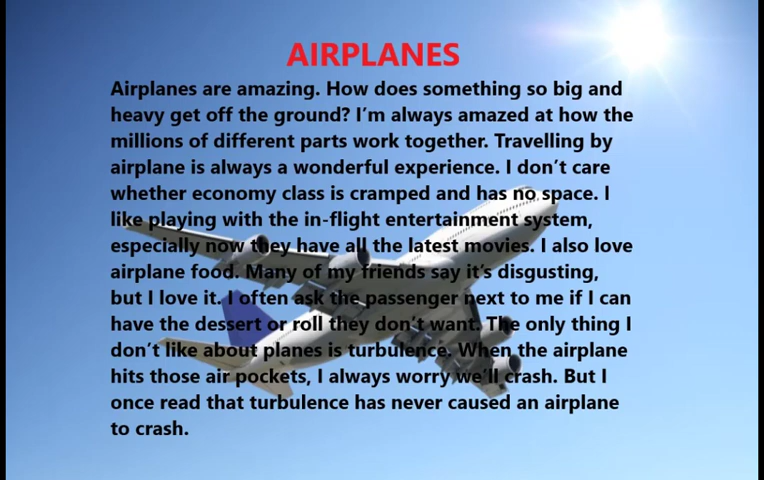 AIRPLANES
Airplanes are amazing. How does something so big and
heavy get off the ground? I’m always amazed at how the
millions of different parts work together. Travelling by
airplane is always a wonderful experience. I don’t care
whether economy class is cramped and has no space. I
like playing with the in-flight entertainment system,
especially now they have all the latest movies. I also love
airplane food. Many of my friends say it’s disgusting,
but I love it. I often ask the passenger next to me if I can
have the dessert or roll they don’t want. The only thing I
don’t like about planes is turbulence. When the airplane
hits those air pockets, I always worry we’ll crash. But I
once read that turbulence has never caused an airplane
to crash.